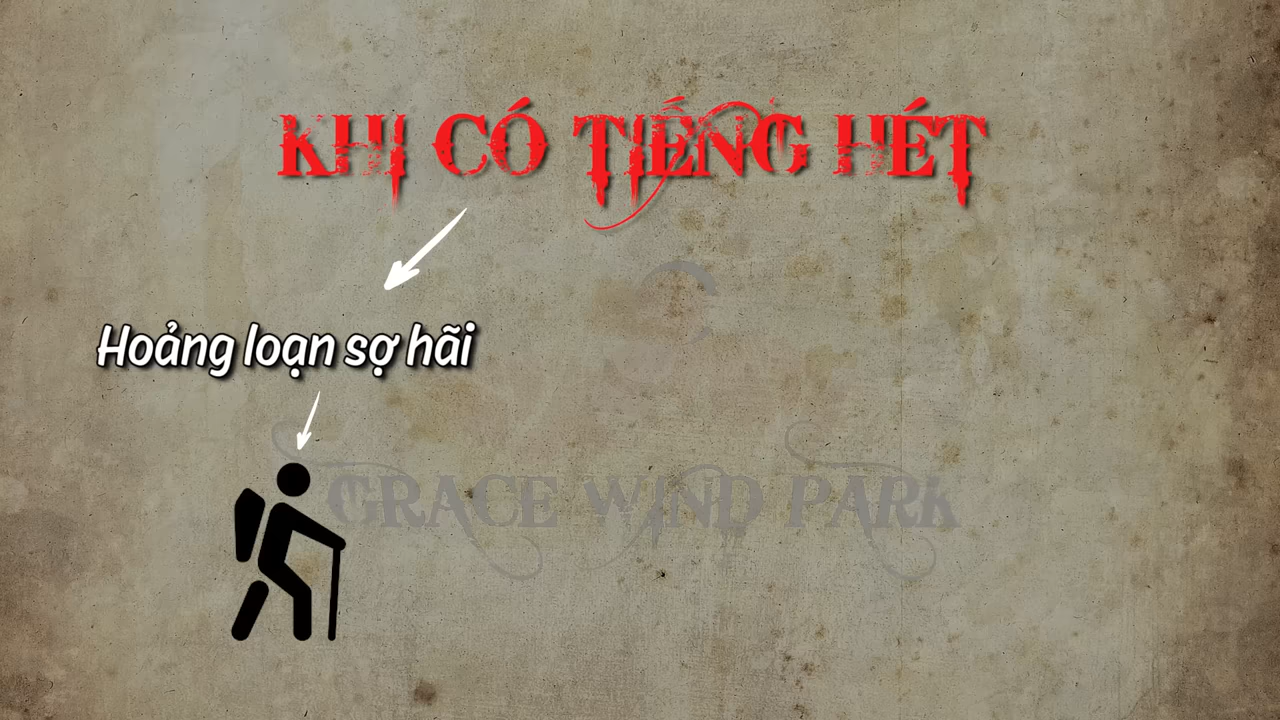 KHI CÓ TIẾNG HÉT
Hoảng loạn sợ hãi
GRACE WIND PARK